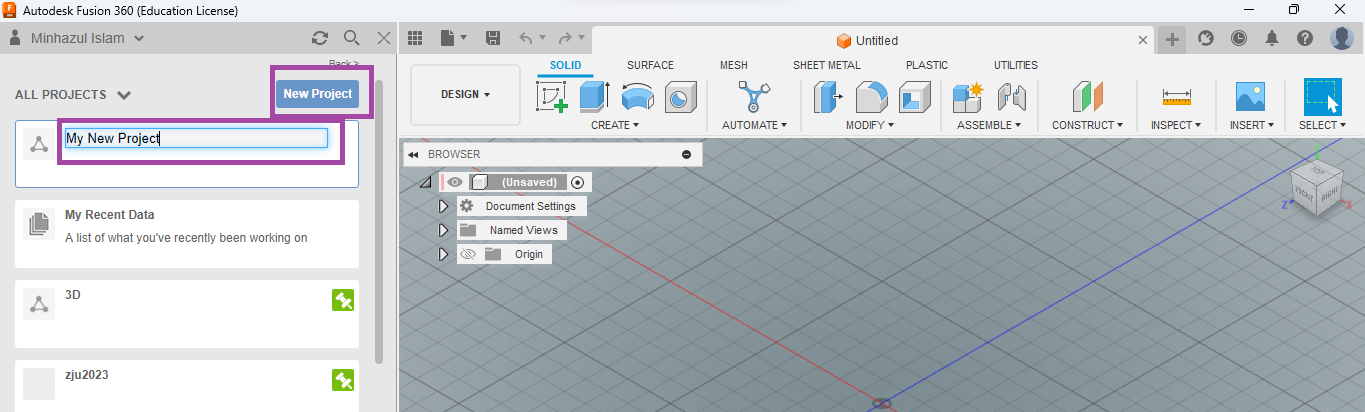 Autodesk Fusion 360 (Education License)
Minhazul Islam
Untitled
Back >
ALL PROJECTS
New Project
My New Project
My Recent Data
A list of what you've recently been working on
3D
zju2023
DESIGN
SOLID SURFACE MESH SHEET METAL PLASTIC UTILITIES
CREATE AUTOMATE MODIFY ASSEMBLE CONSTRUCT INSPECT INSERT SELECT
BROWSER
(Unsaved)
Document Settings
Named Views
Origin
TOP
FRONT RIGHT
Z X